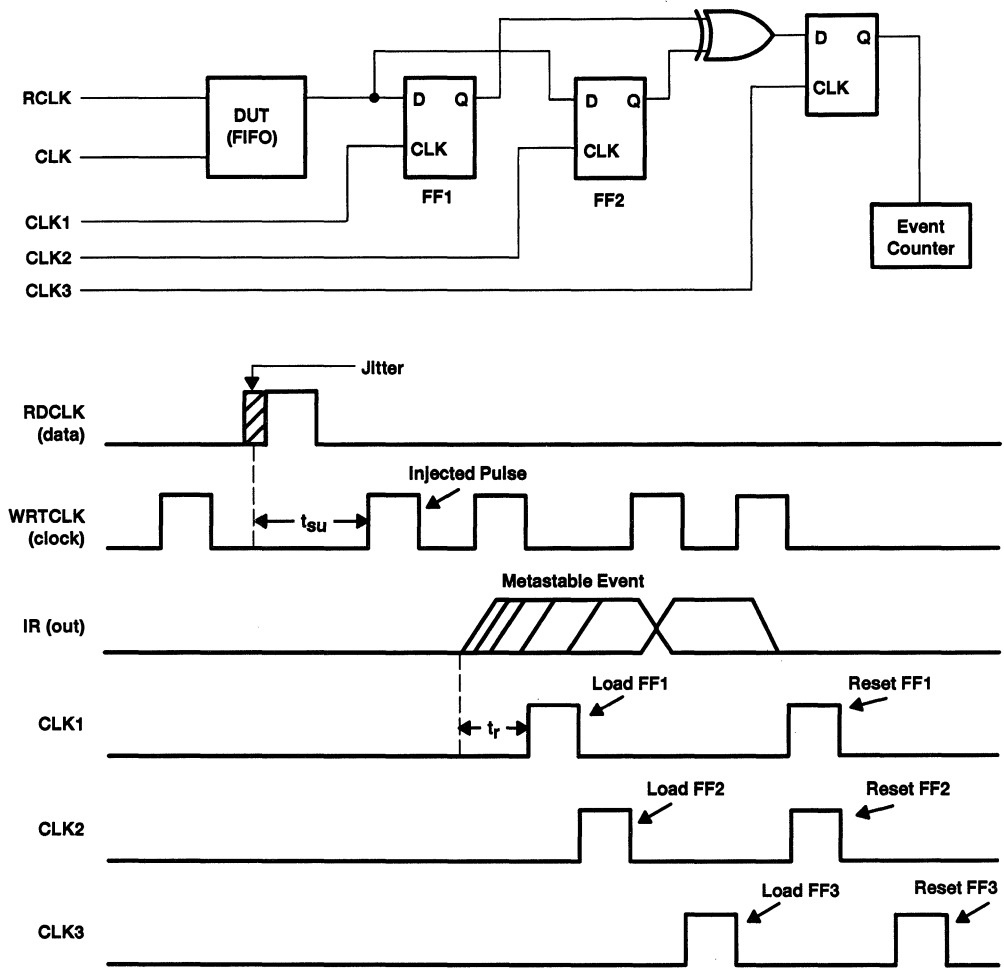 RCLK
CLK
CLK1
CLK2
CLK3
DUT
(FIFO)
D Q
CLK
FF1
D Q
CLK
FF2
D Q
CLK
Event
Counter
Jitter
RDCLK
(data)
Injected Pulse
WRTCLK
(clock)
tsu
Metastable Event
IR (out)
Load FF1
Reset FF1
CLK1
tr
Load FF2
Reset FF2
CLK2
Load FF3
Reset FF3
CLK3